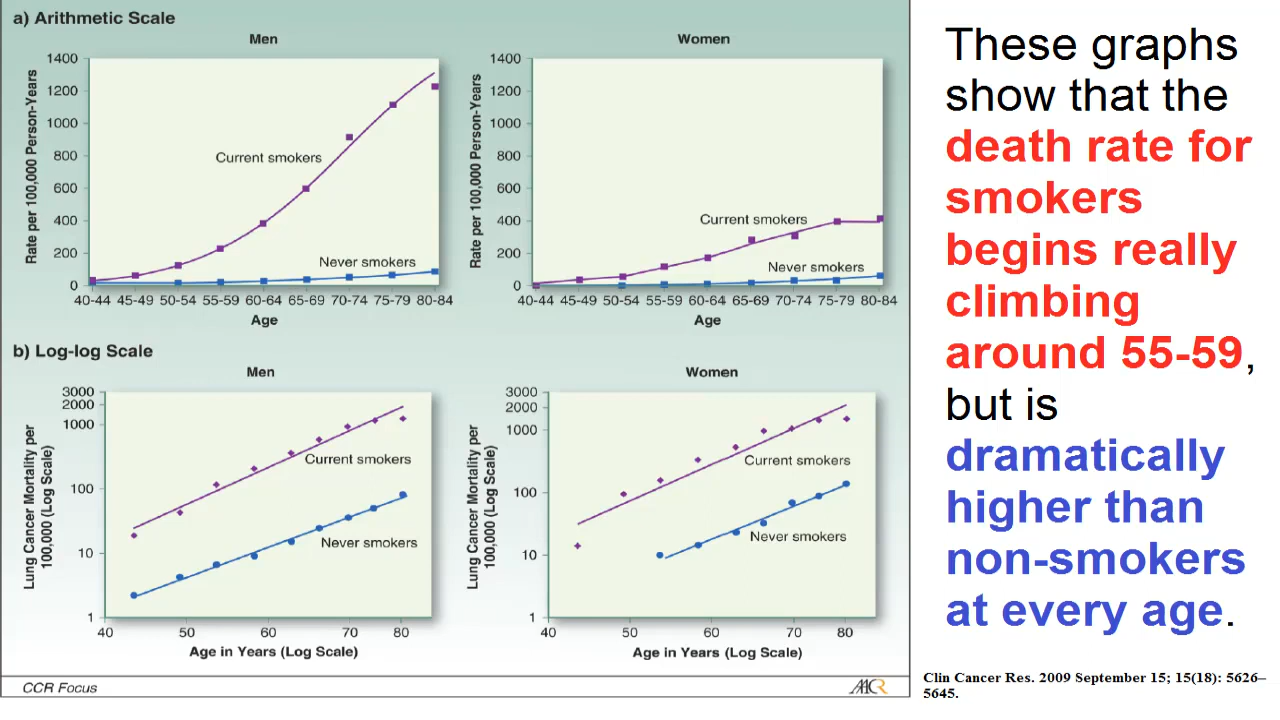 a) Arithmetic Scale
Men
Rate per 100,000 Person-Years
1400
1200
1000
800
600
400
200
0
Current smokers
Never smokers
40-44 45-49 50-54 55-59 60-64 65-69 70-74 75-79 80-84
Age
Women
Rate per 100,000 Person-Years
1400
1200
1000
800
600
400
200
0
Current smokers
Never smokers
40-44 45-49 50-54 55-59 60-64 65-69 70-74 75-79 80-84
Age
b) Log-log Scale
Men
Lung Cancer Mortality per
100,000 (Log Scale)
3000
2000
1000
100
10
1
Current smokers
Never smokers
40 50 60 70 80
Age in Years (Log Scale)
Women
Lung Cancer Mortality per
100,000 (Log Scale)
3000
2000
1000
100
10
1
Current smokers
Never smokers
40 50 60 70 80
Age in Years (Log Scale)
CCR Focus
AACR
These graphs
show that the
death rate for
smokers
begins really
climbing
around 55-59,
but is
dramatically
higher than
non-smokers
at every age.
Clin Cancer Res. 2009 September 15; 15(18): 5626–
5645.